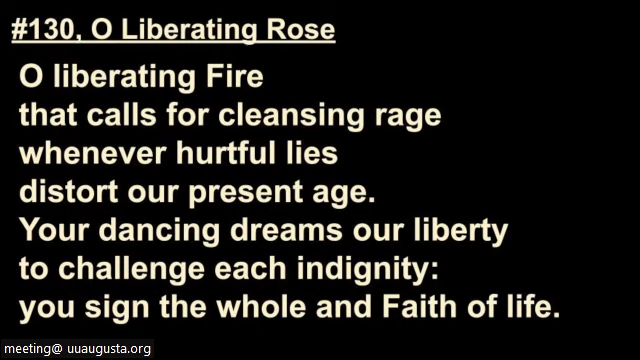 #130, O Liberating Rose
O liberating Fire
that calls for cleansing rage
whenever hurtful lies
distort our present age.
Your dancing dreams our liberty
to challenge each indignity:
you sign the whole and Faith of life.
meeting@ uuaugusta.org